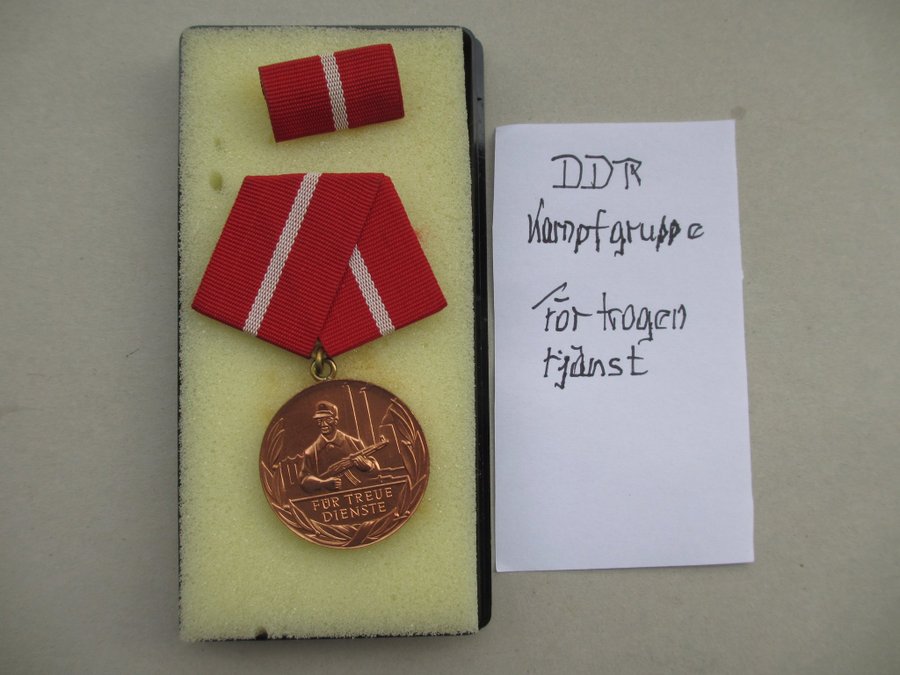 FÜR TREUE
DIENSTE
DDR
Kampfgruppe
För trogen
tjänst